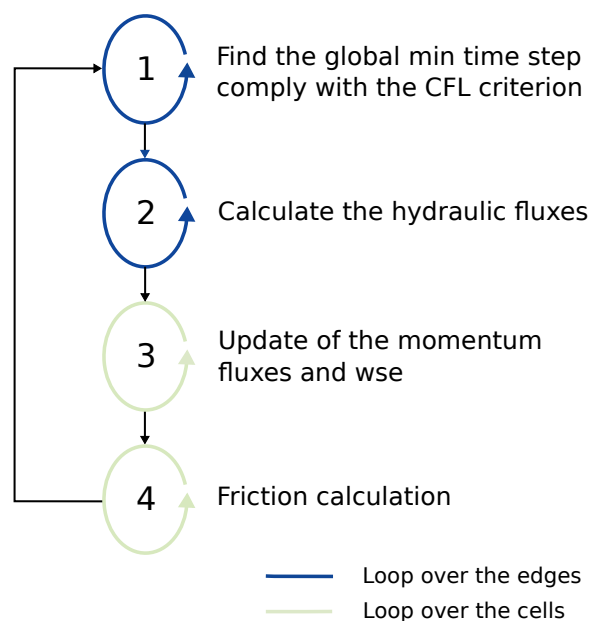 1
Find the global min time step
comply with the CFL criterion
2
Calculate the hydraulic fluxes
3
Update of the momentum
fluxes and wse
4
Friction calculation
Loop over the edges
Loop over the cells